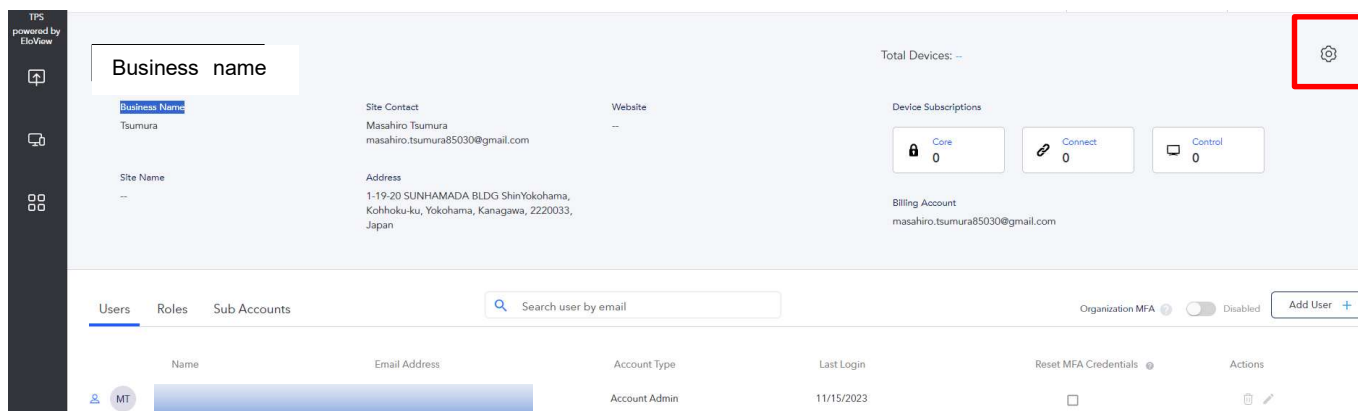 TPS
powered by
EloView
Business name
Total Devices: --
Business Name
Tsumura
Site Contact
Masahiro Tsumura
masahiro.tsumura85030@gmail.com
Website
--
Device Subscriptions
Core
0
Connect
0
Control
0
Site Name
--
Address
1-19-20 SUNHAMADA BLDG ShinYokohama,
Kohhoku-ku, Yokohama, Kanagawa, 2220033,
Japan
Billing Account
masahiro.tsumura85030@gmail.com
Users Roles Sub Accounts
Search user by email
Organization MFA ? Disabled
Add User +
Name Email Address Account Type Last Login Reset MFA Credentials ? Actions
MT Account Admin 11/15/2023